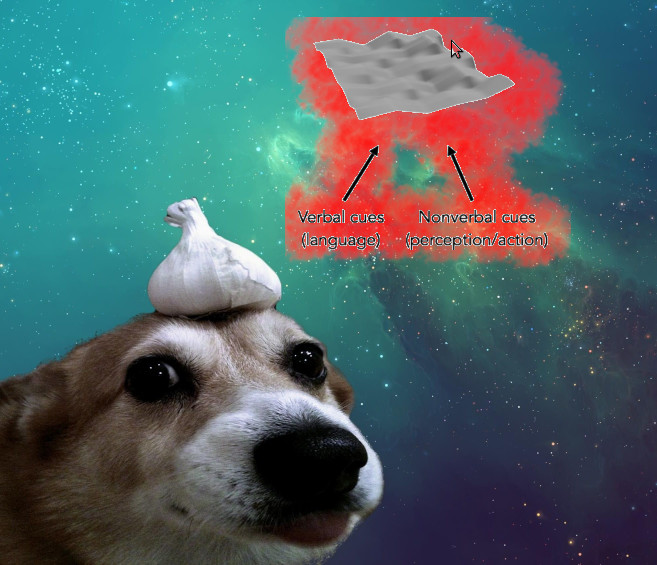 Verbal cues
(language)
Nonverbal cues
(perception/action)